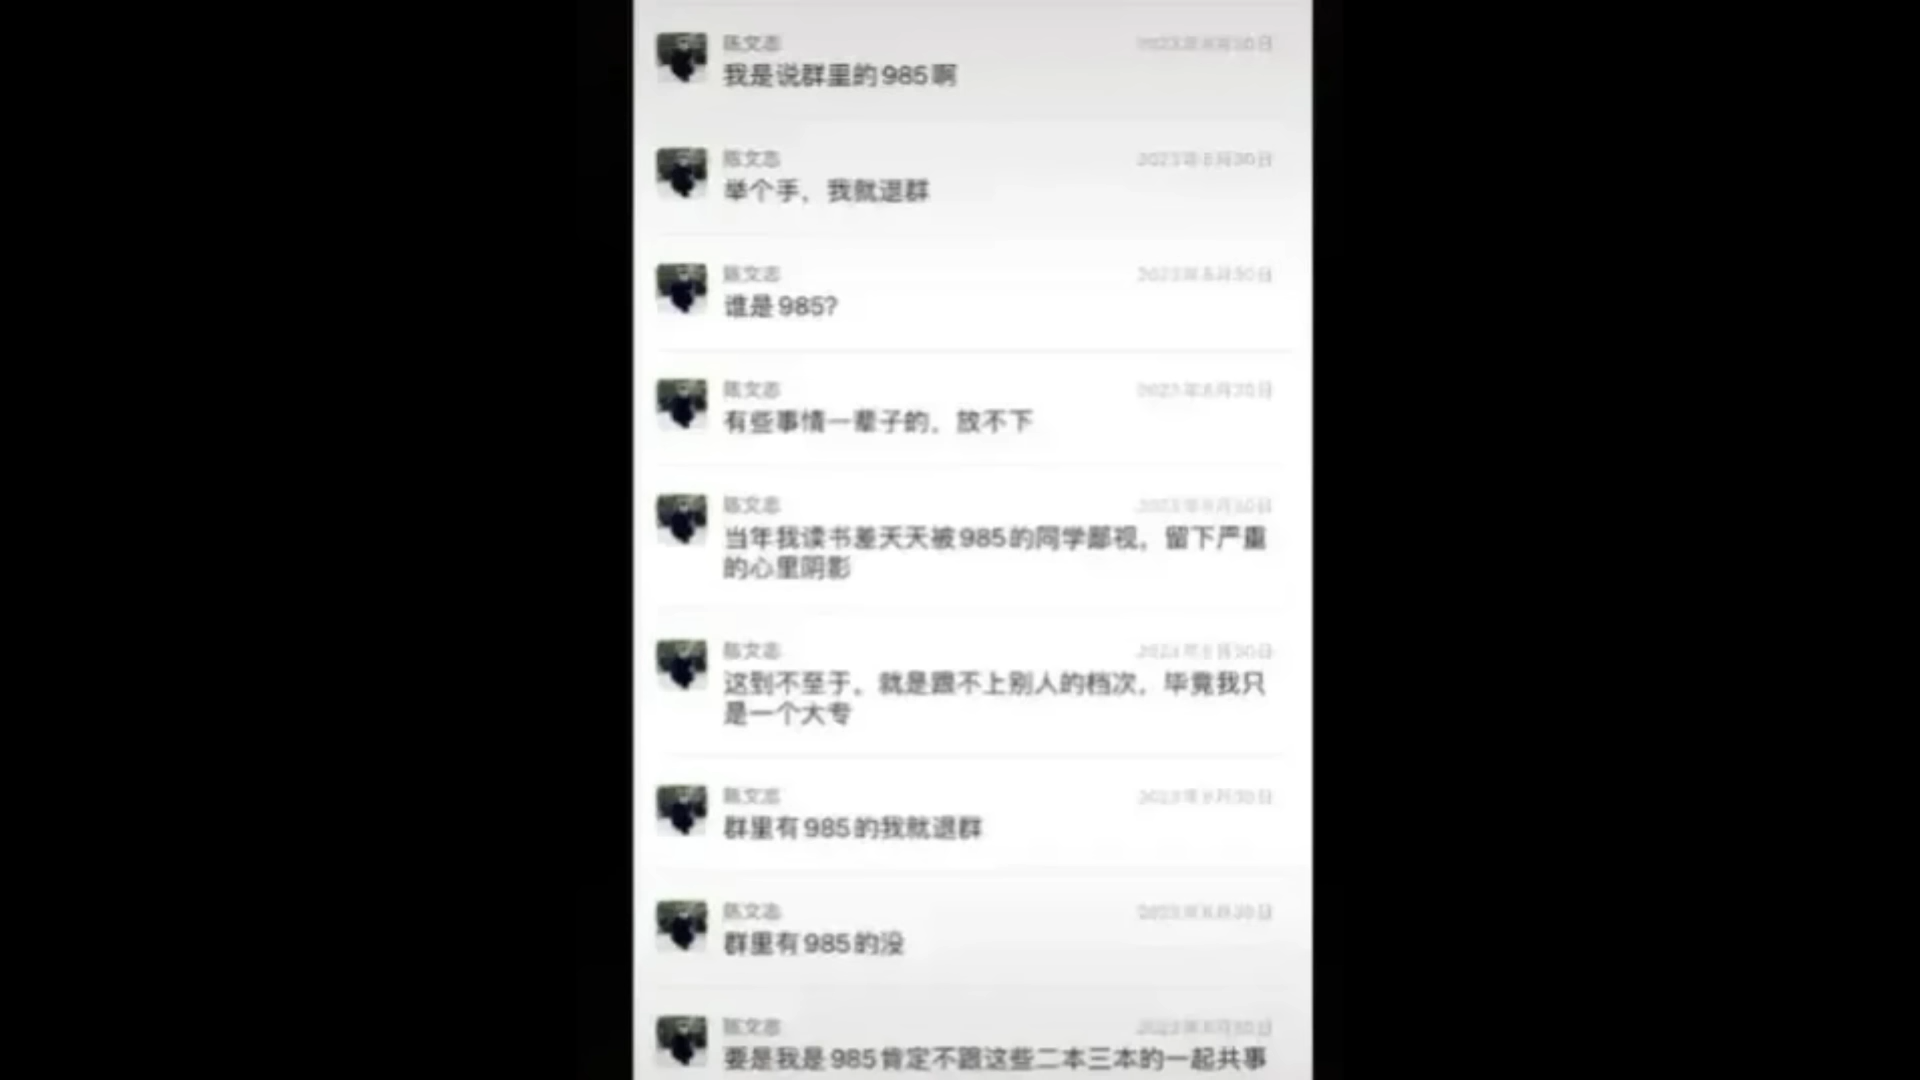 陈文志
我是说群里的985啊
陈文志
举个手，我就退群
陈文志
谁是985?
陈文志
有些事情一辈子的，放不下
陈文志
当年我读书差天天被985的同学鄙视，留下严重
的心里阴影
陈文志
这到不至于，就是跟不上别人的档次，毕竟我只
是一个大专
陈文志
群里有985的我就退群
陈文志
群里有985的没
陈文志
要是我是985肯定不跟这些二本三本的一起共事